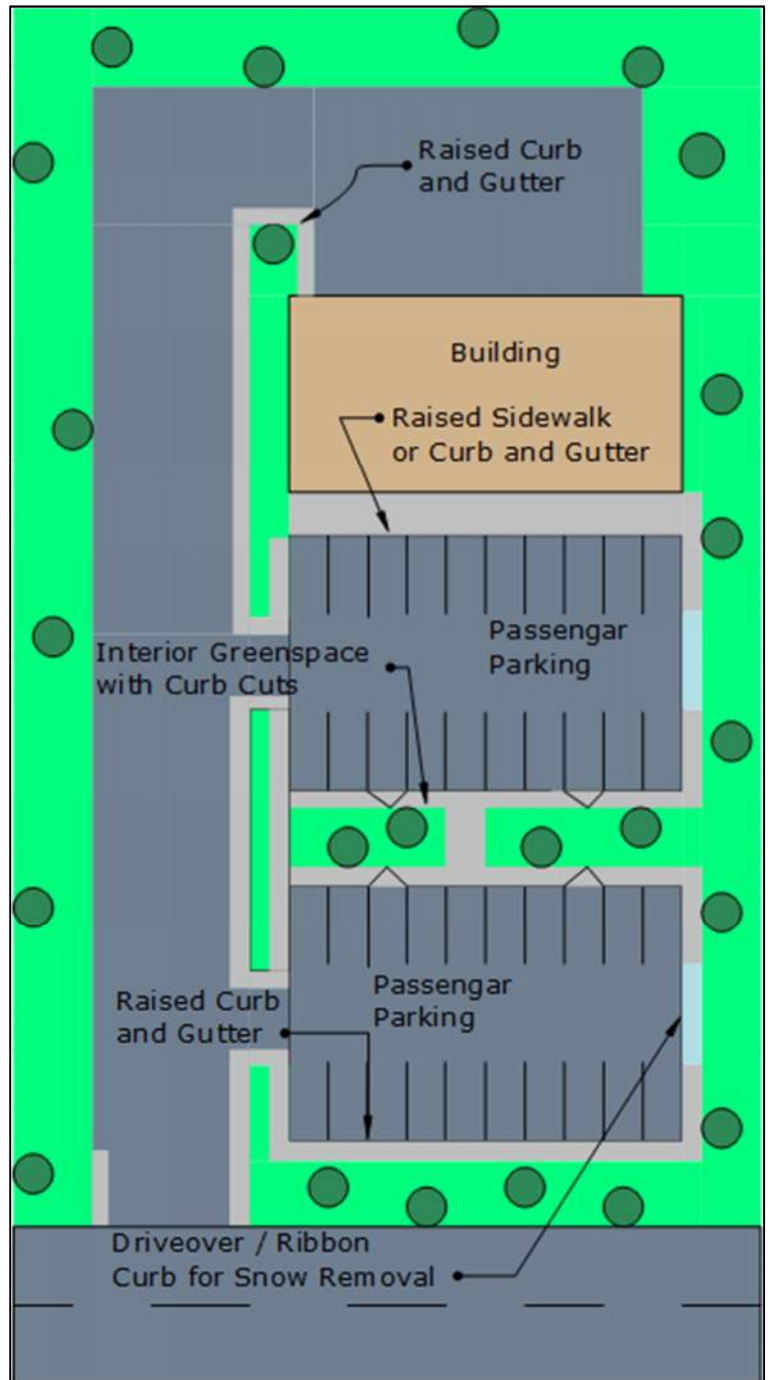 Raised Curb
and Gutter
Building
Raised Sidewalk
or Curb and Gutter
Passengar
Parking
Interior Greenspace
with Curb Cuts
Passengar
Parking
Raised Curb
and Gutter
Driveover / Ribbon
Curb for Snow Removal